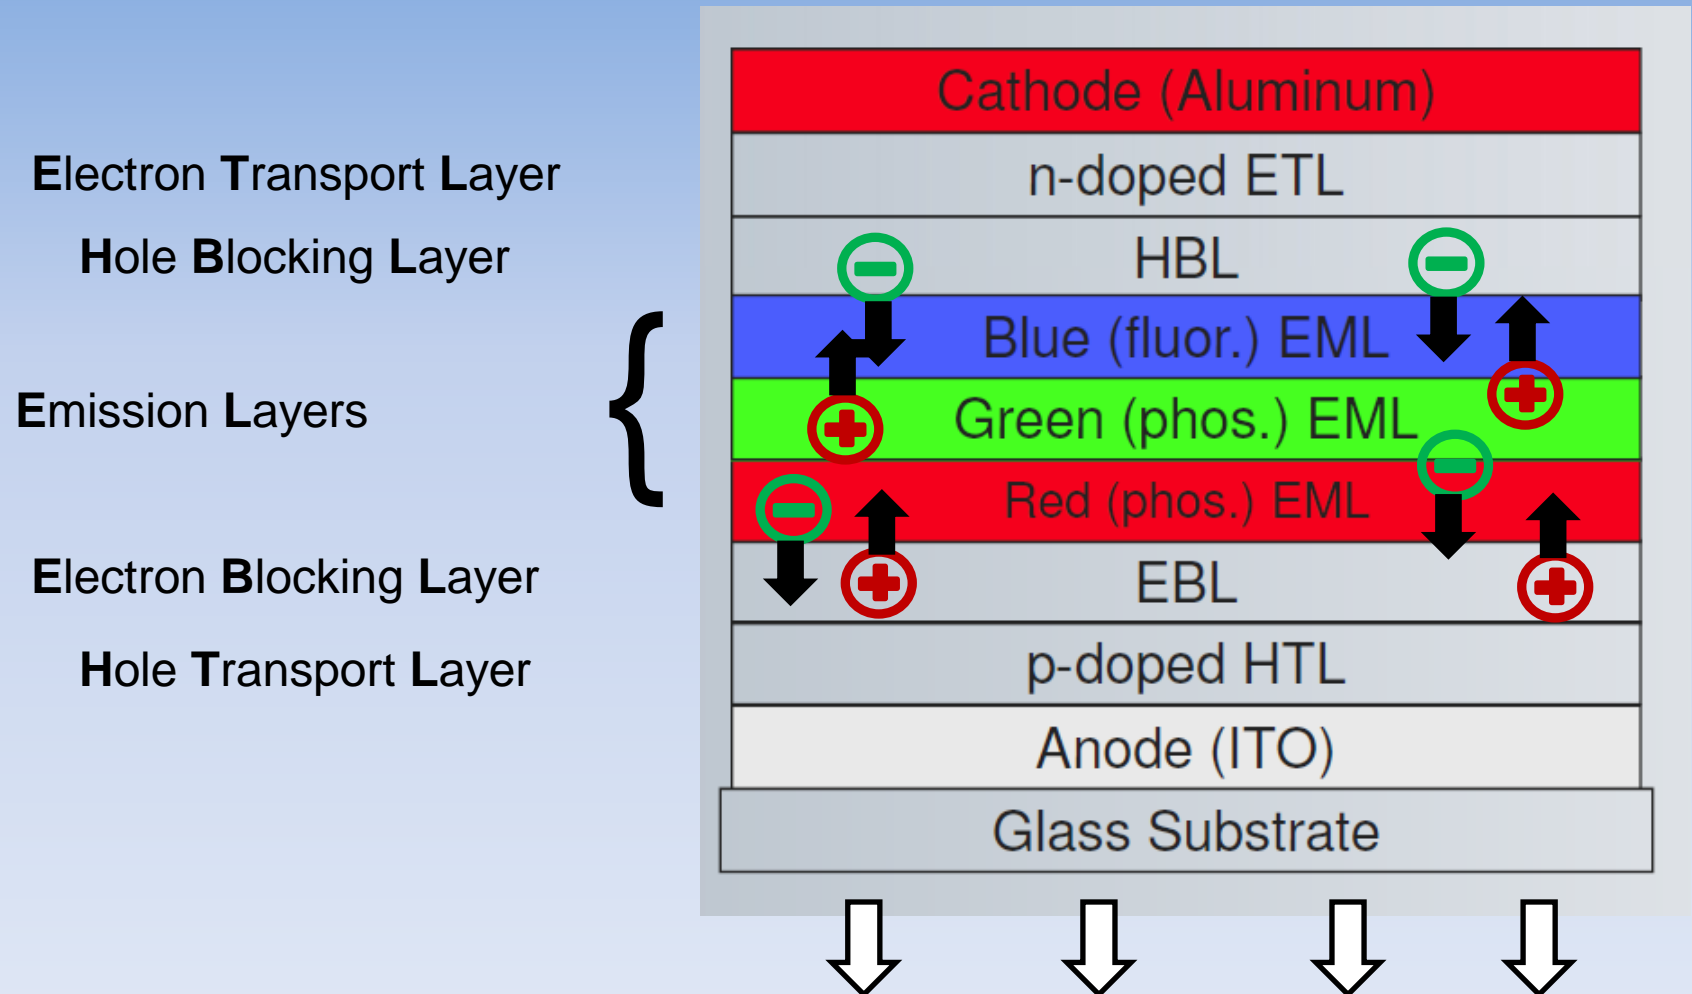 Cathode (Aluminum)
Electron Transport Layer
n-doped ETL
Hole Blocking Layer
HBL
Blue (fluor.) EML
Emission Layers
Green (phos.) EML
Red (phos.) EML
Electron Blocking Layer
EBL
Hole Transport Layer
p-doped HTL
Anode (ITO)
Glass Substrate